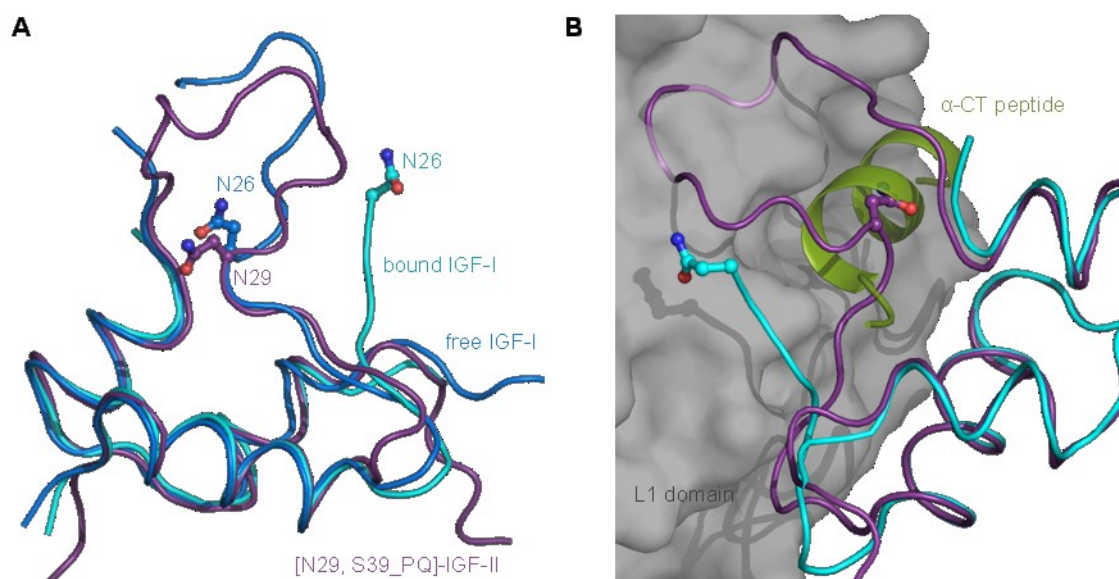 A
B
α-CT peptide
N26
N26
bound IGF-I
N29
free IGF-I
L1 domain
[N29, S39_PQ]-IGF-II